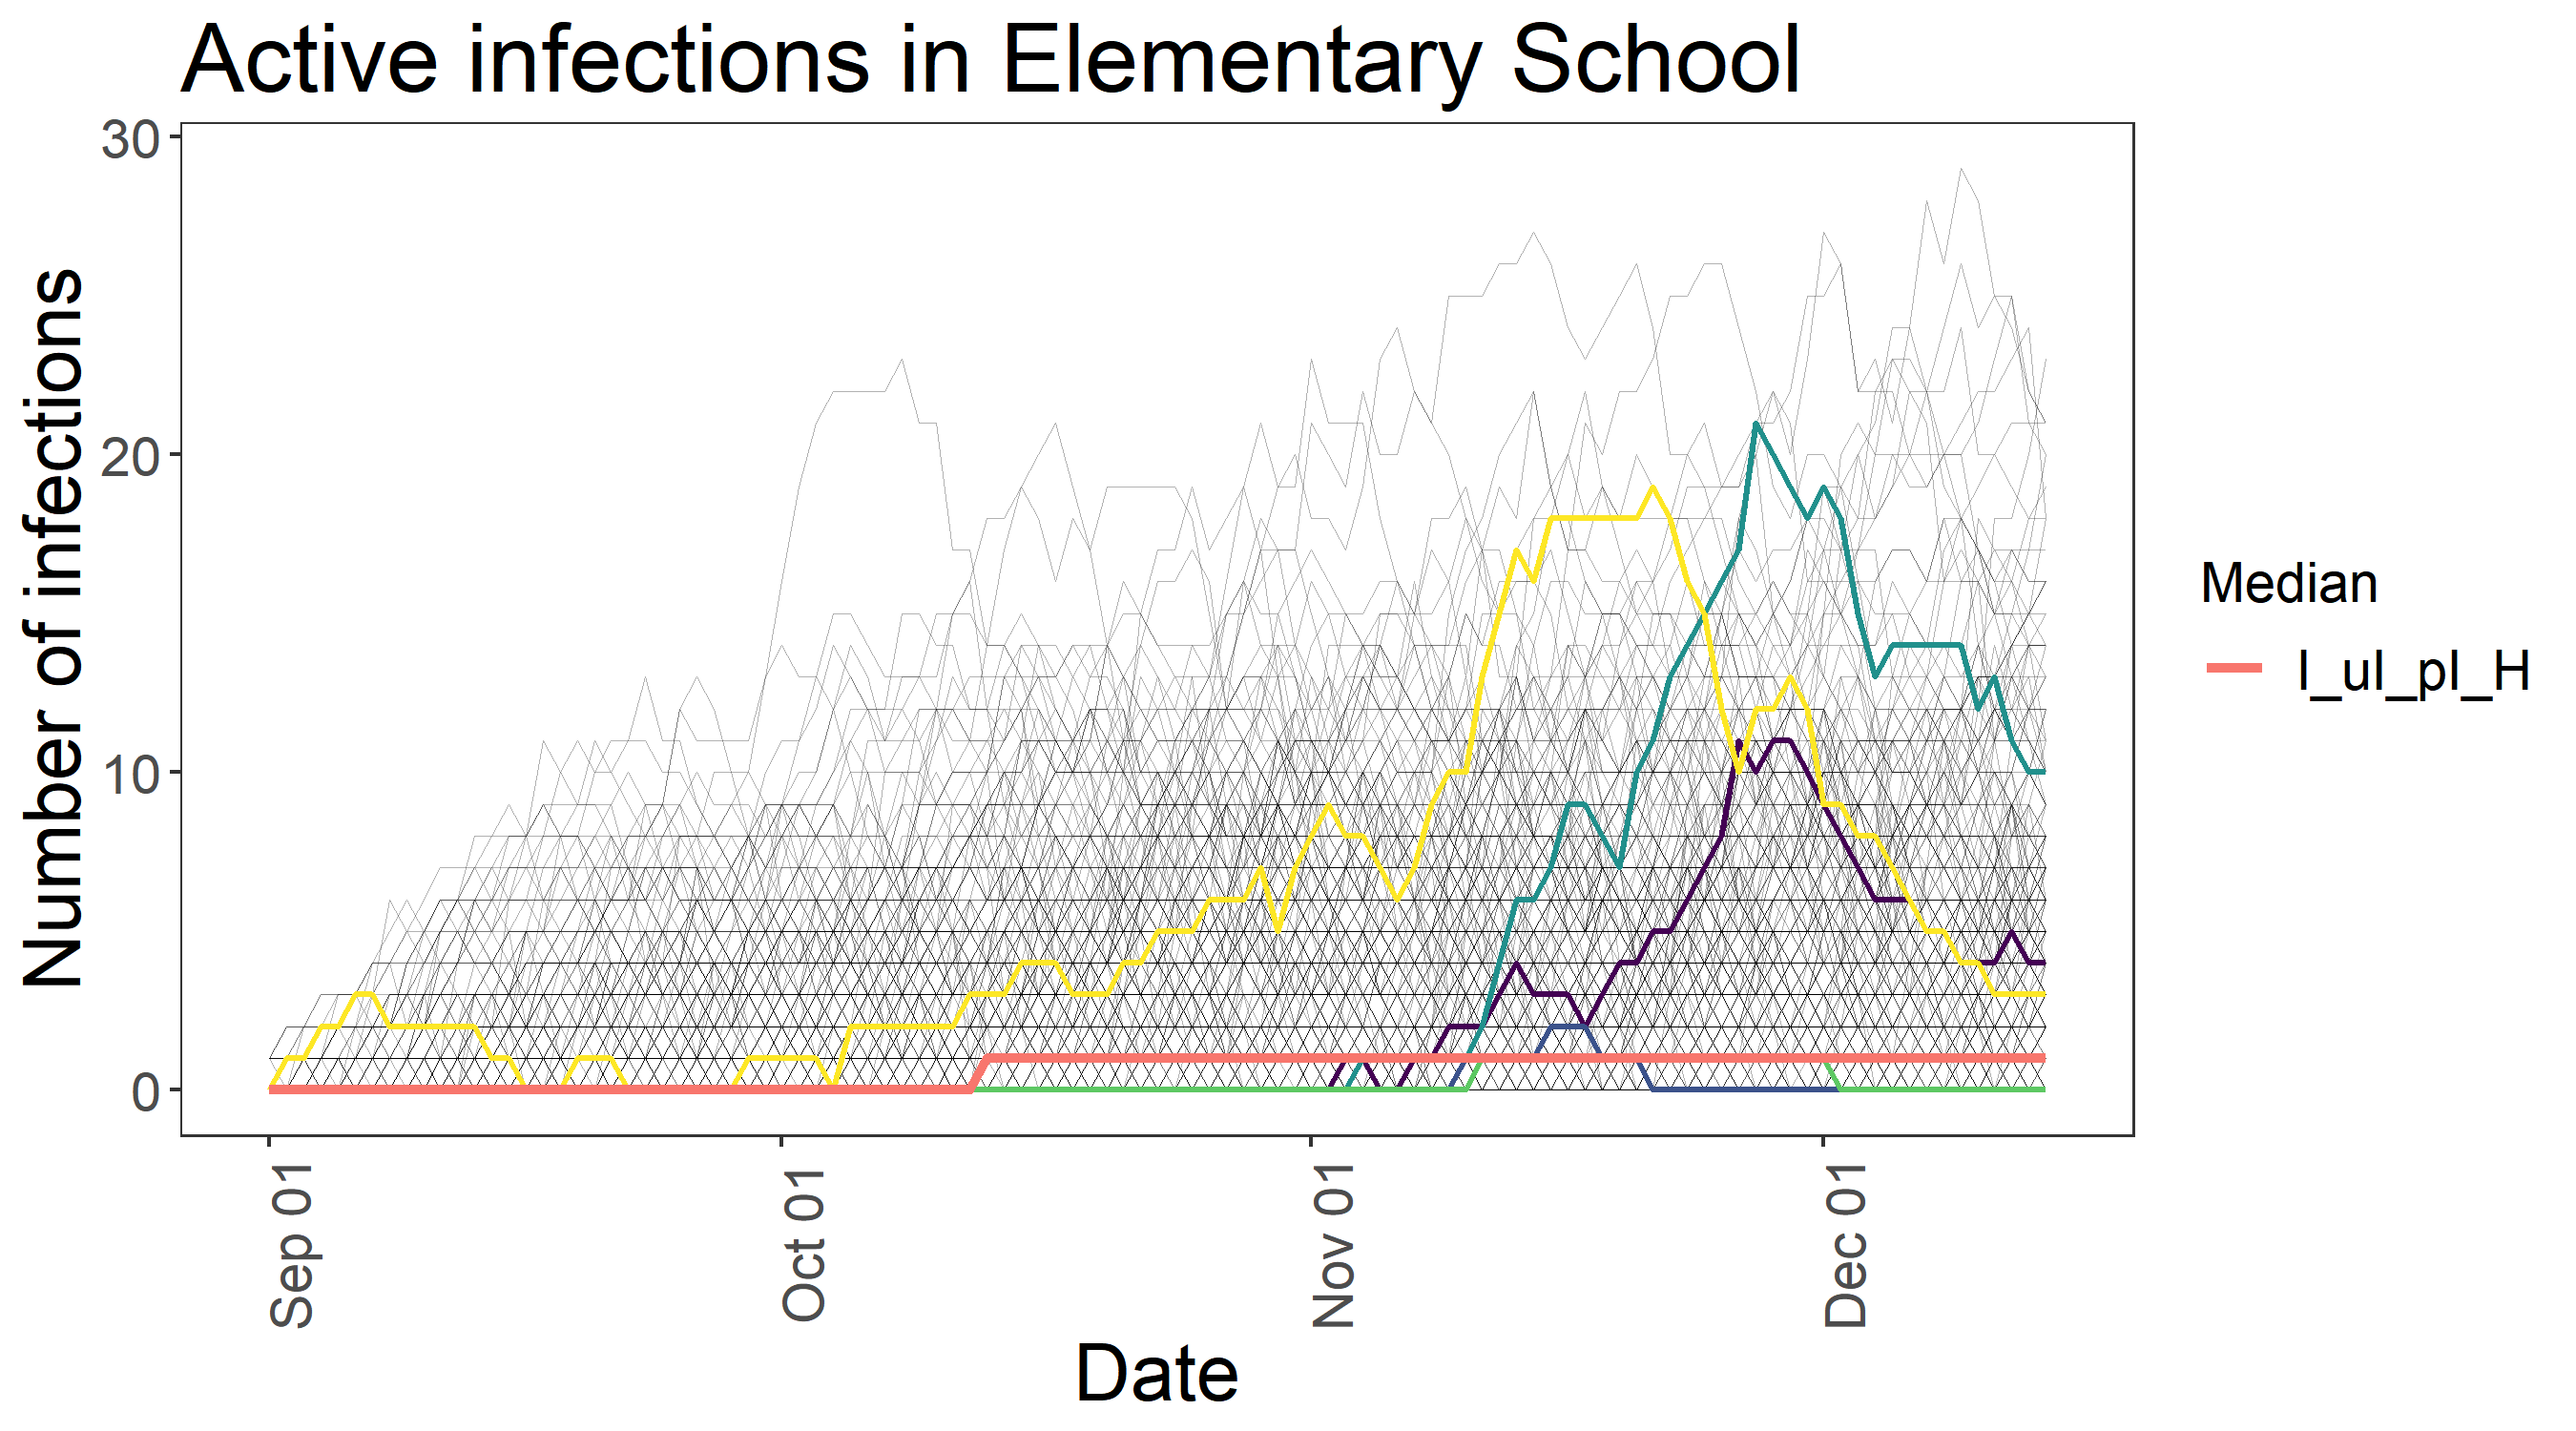 Active infections in Elementary School
Number of infections
30
20
10
0
Sep 01
Oct 01
Nov 01
Dec 01
Date
Median
I_uI_pI_H